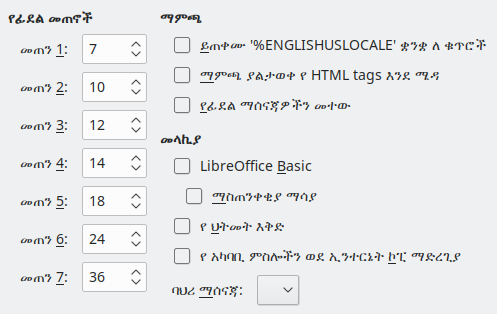 የፊደል መጠኖች
መጠን 1: 7
መጠን 2: 10
መጠን 3: 12
መጠን 4: 14
መጠን 5: 18
መጠን 6: 24
መጠን 7: 36
ማምጫ
ይጠቀሙ '%ENGLISHUSLOCALE' ቋንቋ ለ ቁጥሮች
ማምጫ ያልታወቀ የ HTML tags እንደ ሜዳ
የፊደል ማሰናጃዎችን መተው
መላኪያ
LibreOffice Basic
ማስጠንቀቂያ ማሳያ
የ ህትመት እቅድ
የ አካባቢ ምስሎችን ወደ ኢንተርኔት ኮፒ ማድረጊያ
ባህሪ ማሰናጃ: